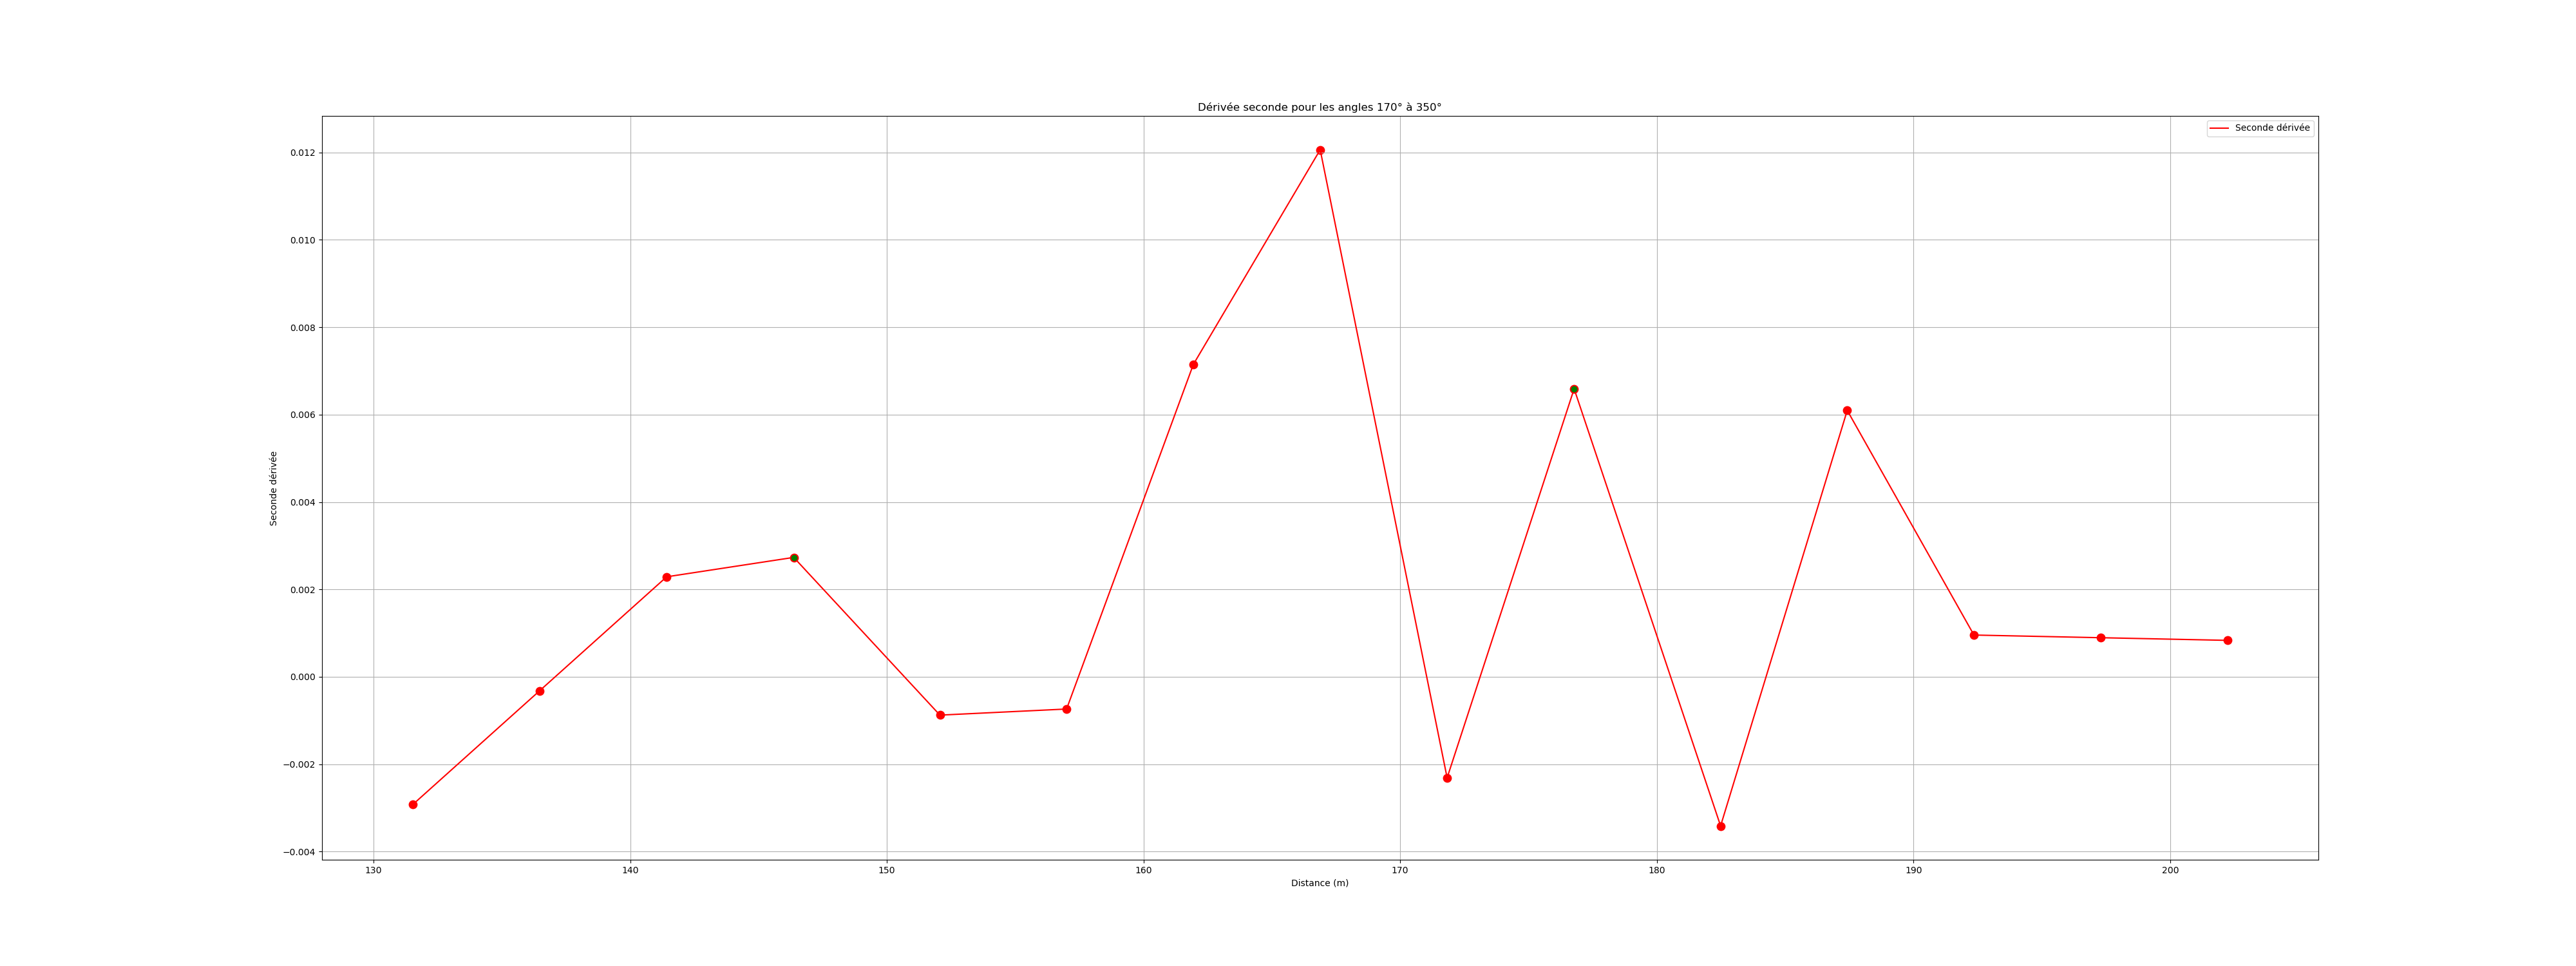 Dérivée seconde pour les angles 170° à 350°
Seconde dérivée
0.012
0.010
0.008
0.006
0.004
0.002
0.000
−0.002
−0.004
Seconde dérivée
130 140 150 160 170 180 190 200
Distance (m)